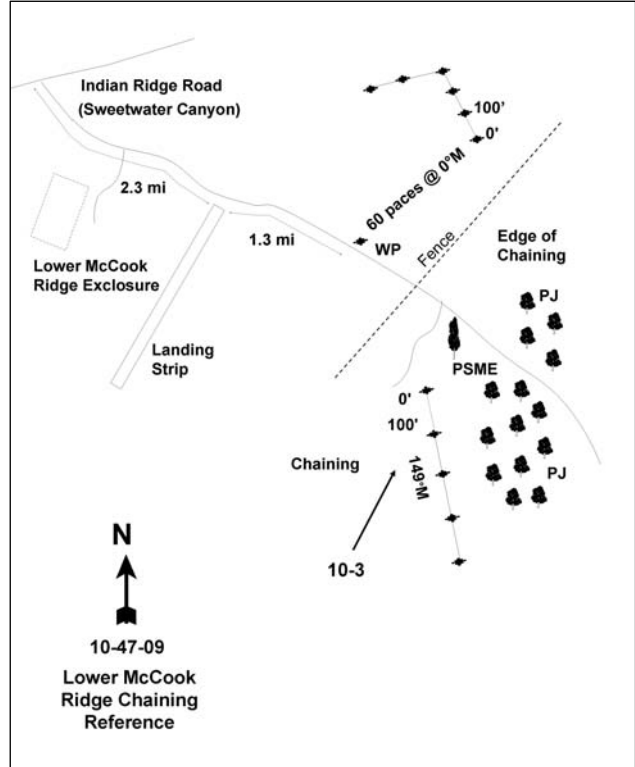 Indian Ridge Road
(Sweetwater Canyon)
100'
0'
2.3 mi
60 paces @ 0°M
1.3 mi
WP
Fence
Edge of
Chaining
Lower McCook
Ridge Exclosure
PJ
Landing
Strip
PSME
0'
100'
Chaining
149°M
PJ
10-3
N
10-47-09
Lower McCook
Ridge Chaining
Reference